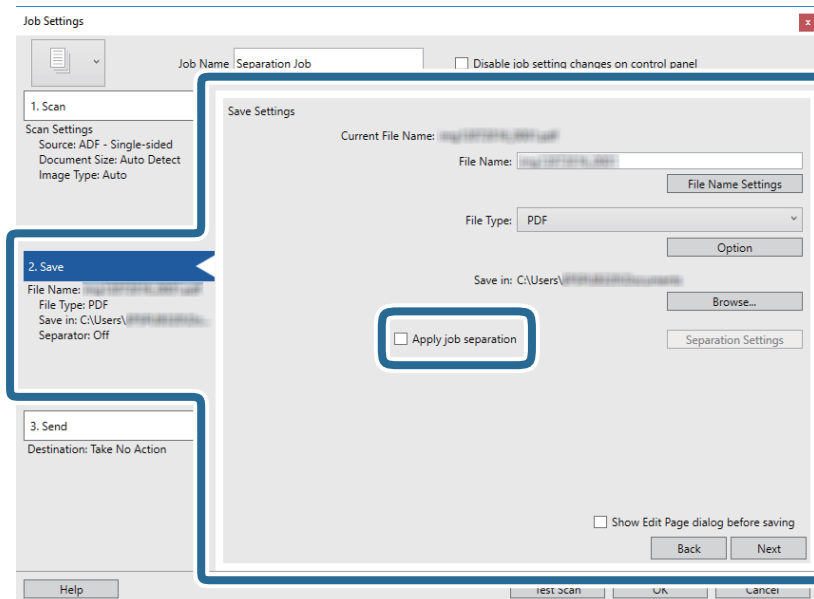 Job Settings
x
Job Name Separation Job
Disable job setting changes on control panel
1. Scan
Scan Settings
Source: ADF - Single-sided
Document Size: Auto Detect
Image Type: Auto
2. Save
File Name:
File Type: PDF
Save in: C:\Users\
Separator: Off
3. Send
Destination: Take No Action
Save Settings
Current File Name:
File Name:
File Name Settings
File Type: PDF
Option
Save in: C:\Users\
Browse...
Apply job separation
Separation Settings
Show Edit Page dialog before saving
Back
Next
Help
Test Scan
OK
Cancel